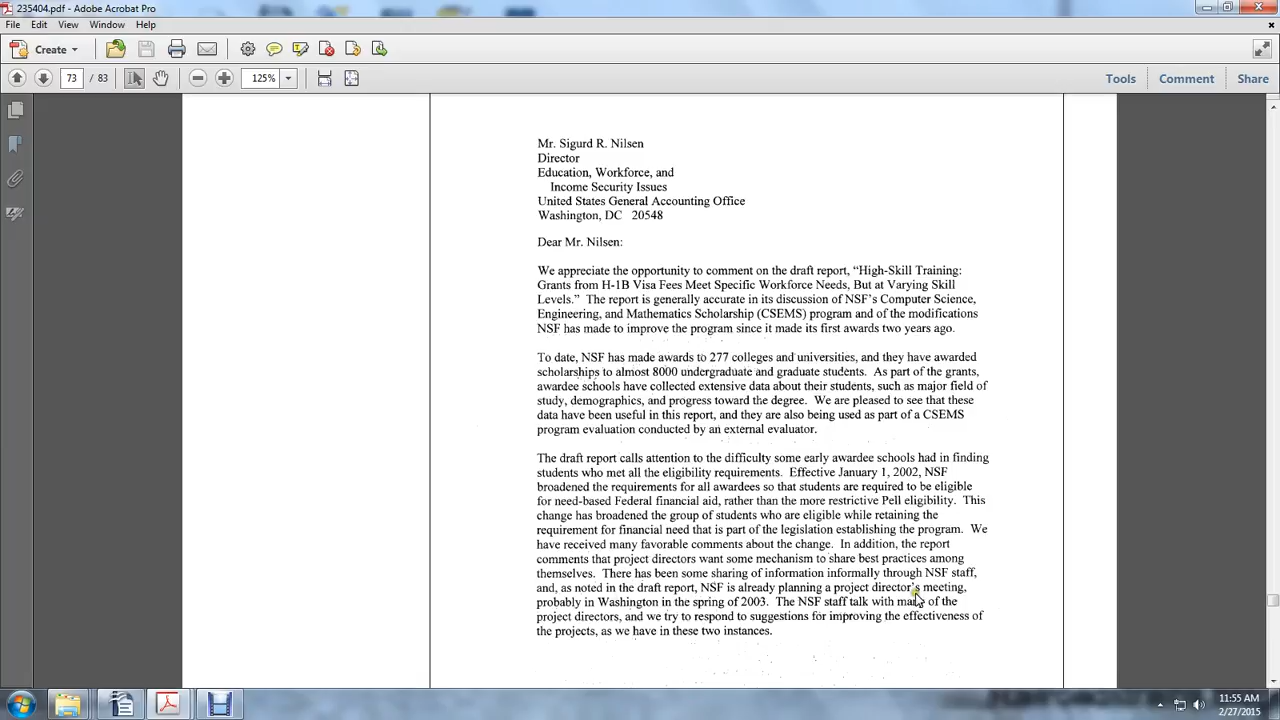 235404.pdf - Adobe Acrobat Pro
File Edit View Window Help
Create
73 / 83 125% Tools Comment Share
Mr. Sigurd R. Nilsen
Director
Education, Workforce, and
Income Security Issues
United States General Accounting Office
Washington, DC 20548
Dear Mr. Nilsen:
We appreciate the opportunity to comment on the draft report, “High-Skill Training:
Grants from H-1B Visa Fees Meet Specific Workforce Needs, But at Varying Skill
Levels.” The report is generally accurate in its discussion of NSF’s Computer Science,
Engineering, and Mathematics Scholarship (CSEMS) program and of the modifications
NSF has made to improve the program since it made its first awards two years ago.
To date, NSF has made awards to 277 colleges and universities, and they have awarded
scholarships to almost 8000 undergraduate and graduate students. As part of the grants,
awardee schools have collected extensive data about their students, such as major field of
study, demographics, and progress toward the degree. We are pleased to see that these
data have been useful in this report, and they are also being used as part of a CSEMS
program evaluation conducted by an external evaluator.
The draft report calls attention to the difficulty some early awardee schools had in finding
students who met all the eligibility requirements. Effective January 1, 2002, NSF
broadened the requirements for all awardees so that students are required to be eligible
for need-based Federal financial aid, rather than the more restrictive Pell eligibility. This
change has broadened the group of students who are eligible while retaining the
requirement for financial need that is part of the legislation establishing the program. We
have received many favorable comments about the change. In addition, the report
comments that project directors want some mechanism to share best practices among
themselves. There has been some sharing of information informally through NSF staff,
and, as noted in the draft report, NSF is already planning a project director’s meeting,
probably in Washington in the spring of 2003. The NSF staff talk with many of the
project directors, and we try to respond to suggestions for improving the effectiveness of
the projects, as we have in these two instances.
11:55 AM
2/27/2015